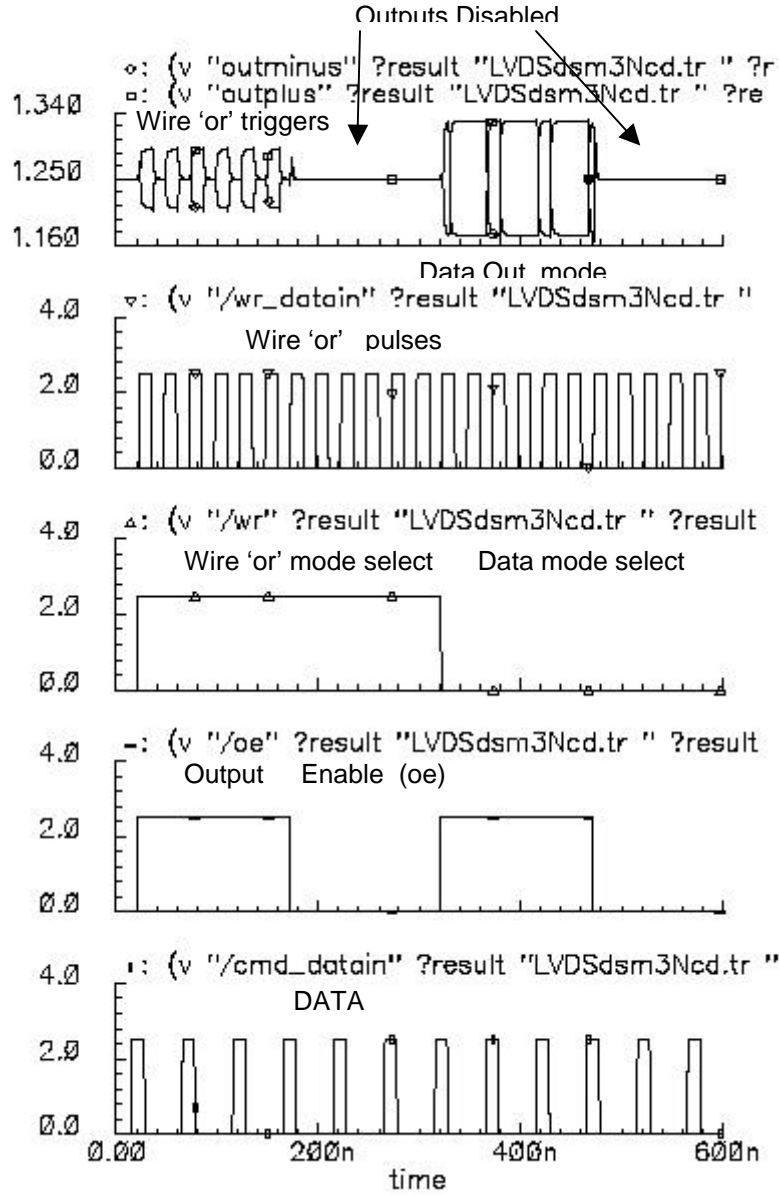 Outputs Disabled
⋄: (v "outminus" ?result "LVDSdsm3Ncd.tr " ?r
▫: (v "outplus" ?result "LVDSdsm3Ncd.tr " ?re
1.340
Wire ‘or’ triggers
1.250
1.160
Data Out mode
▿: (v "/wr_datain" ?result "LVDSdsm3Ncd.tr "
4.0
Wire ‘or’ pulses
2.0
0.0
▵: (v "/wr" ?result "LVDSdsm3Ncd.tr " ?result
4.0
Wire ‘or’ mode select Data mode select
2.0
0.0
–: (v "/oe" ?result "LVDSdsm3Ncd.tr " ?result
4.0
Output Enable (oe)
2.0
0.0
▮: (v "/cmd_datain" ?result "LVDSdsm3Ncd.tr "
4.0
DATA
2.0
0.0
0.00 200n 400n 600n
time